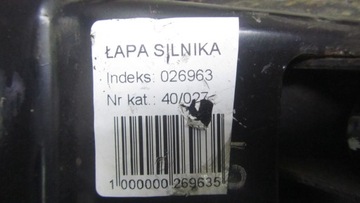 ŁAPA SILNIKA
Indeks: 026963
Nr kat.: 40/027
1 000000 269635